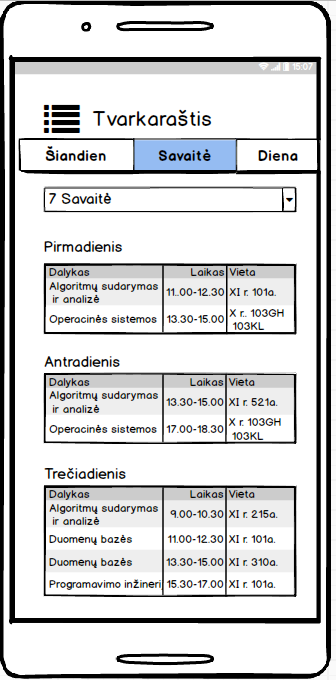 15:07
Tvarkaraštis
Šiandien Savaitė Diena
7 Savaitė
Pirmadienis
Dalykas Laikas Vieta
Algoritmų sudarymas
ir analizė 11..00-12.30 XI r. 101a.
Operacinės sistemos 13.30-15.00 X r.. 103GH
103KL
Antradienis
Dalykas Laikas Vieta
Algoritmų sudarymas
ir analizė 13.30-15.00 XI r. 521a.
Operacinės sistemos 17.00-18.30 X r.. 103GH
103KL
Trečiadienis
Dalykas Laikas Vieta
Algoritmų sudarymas
ir analizė 9.00-10.30 XI r. 215a.
Duomenų bazės 11.00-12.30 XI r. 101a.
Duomenų bazės 13.30-15.00 XI r. 310a.
Programavimo inžineri 15.30-17.00 XI r. 101a.